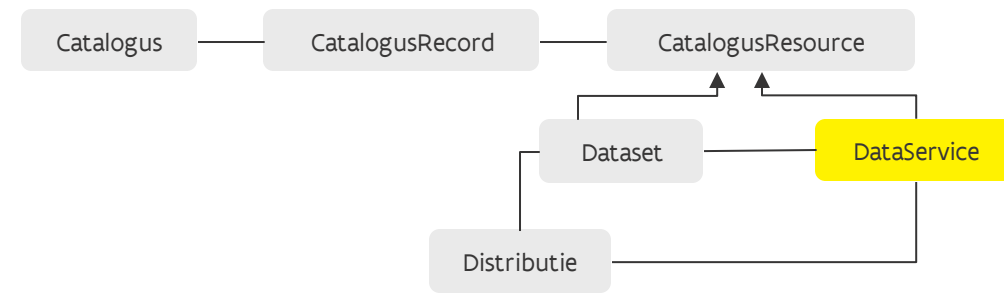 Catalogus
CatalogusRecord
CatalogusResource
Dataset
DataService
Distributie